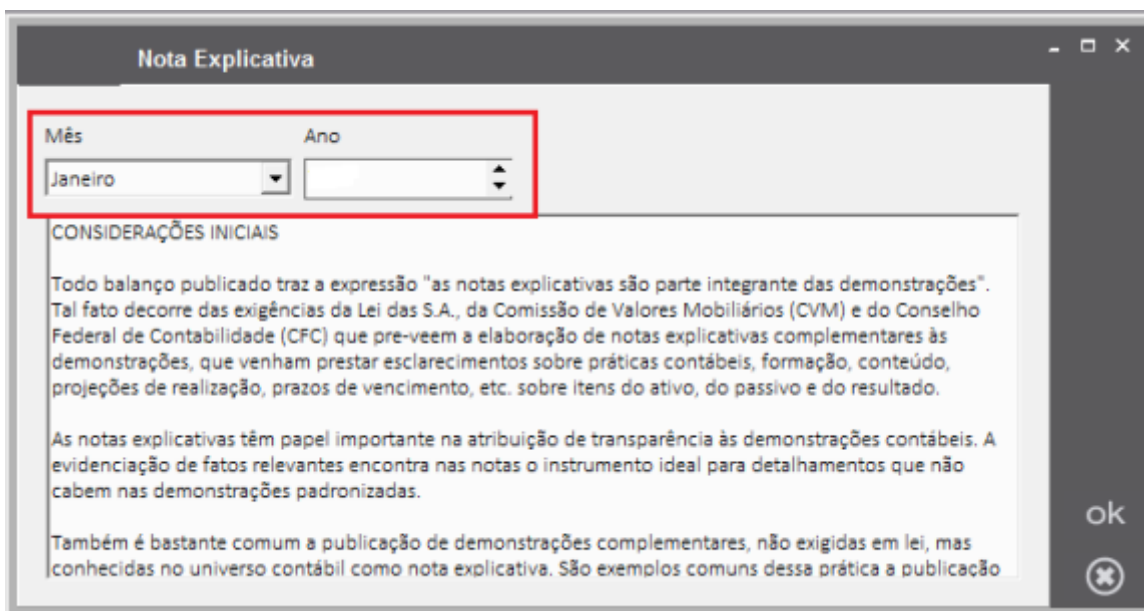 Nota Explicativa
Mês Ano
Janeiro
CONSIDERAÇÕES INICIAIS
Todo balanço publicado traz a expressão "as notas explicativas são parte integrante das demonstrações".
Tal fato decorre das exigências da Lei das S.A., da Comissão de Valores Mobiliários (CVM) e do Conselho
Federal de Contabilidade (CFC) que pre-veem a elaboração de notas explicativas complementares às
demonstrações, que venham prestar esclarecimentos sobre práticas contábeis, formação, conteúdo,
projeções de realização, prazos de vencimento, etc. sobre itens do ativo, do passivo e do resultado.
As notas explicativas têm papel importante na atribuição de transparência às demonstrações contábeis. A
evidenciação de fatos relevantes encontra nas notas o instrumento ideal para detalhamentos que não
cabem nas demonstrações padronizadas.
Também é bastante comum a publicação de demonstrações complementares, não exigidas em lei, mas
conhecidas no universo contábil como nota explicativa. São exemplos comuns dessa prática a publicação
ok